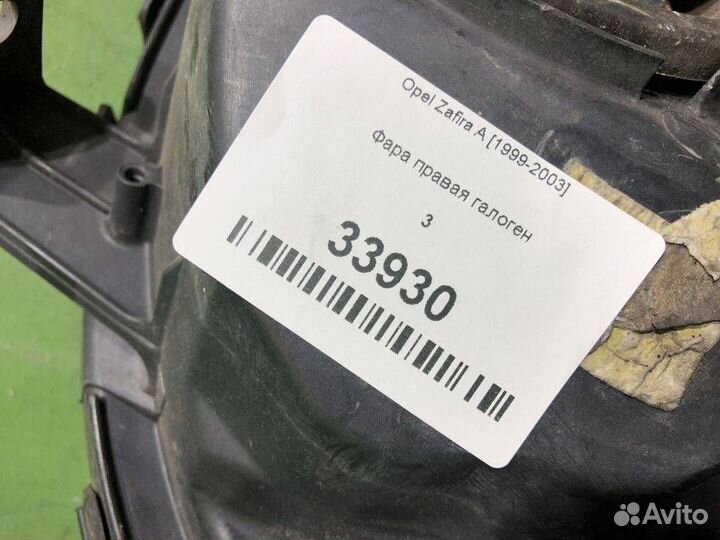 Opel Zafira A [1999-2003]
Фара правая галоген
3
33930
Avito